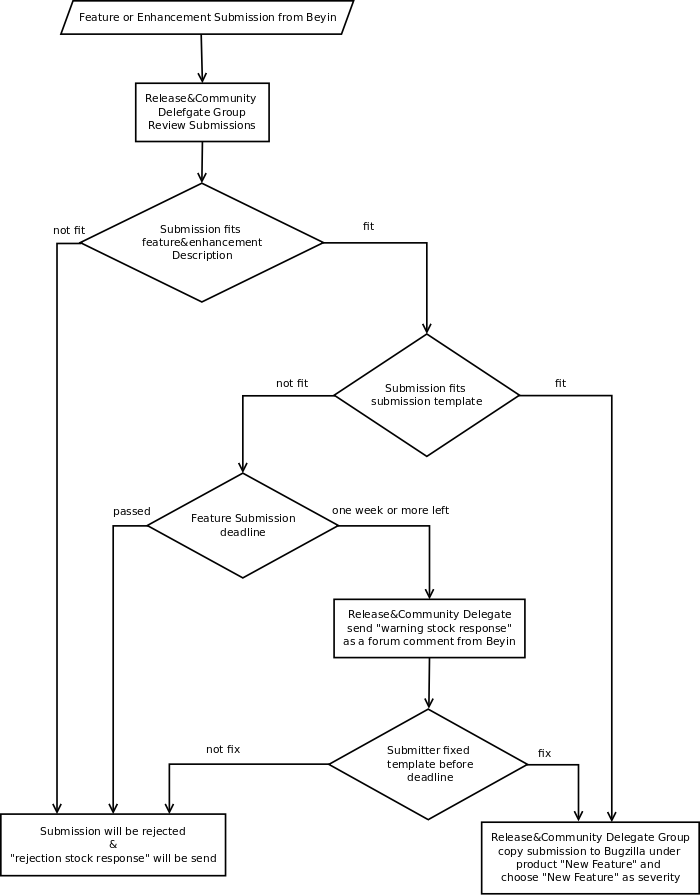 Feature or Enhancement Submission from Beyin
Release&Community
Delefgate Group
Review Submissions
not fit
Submission fits
feature&enhancement
Description
fit
not fit
Submission fits
submission template
fit
passed
Feature Submission
deadline
one week or more left
Release&Community Delegate
send "warning stock response"
as a forum comment from Beyin
not fix
Submitter fixed
template before
deadline
fix
Submission will be rejected
&
"rejection stock response" will be send
Release&Community Delegate Group
copy submission to Bugzilla under
product "New Feature" and
choose "New Feature" as severity